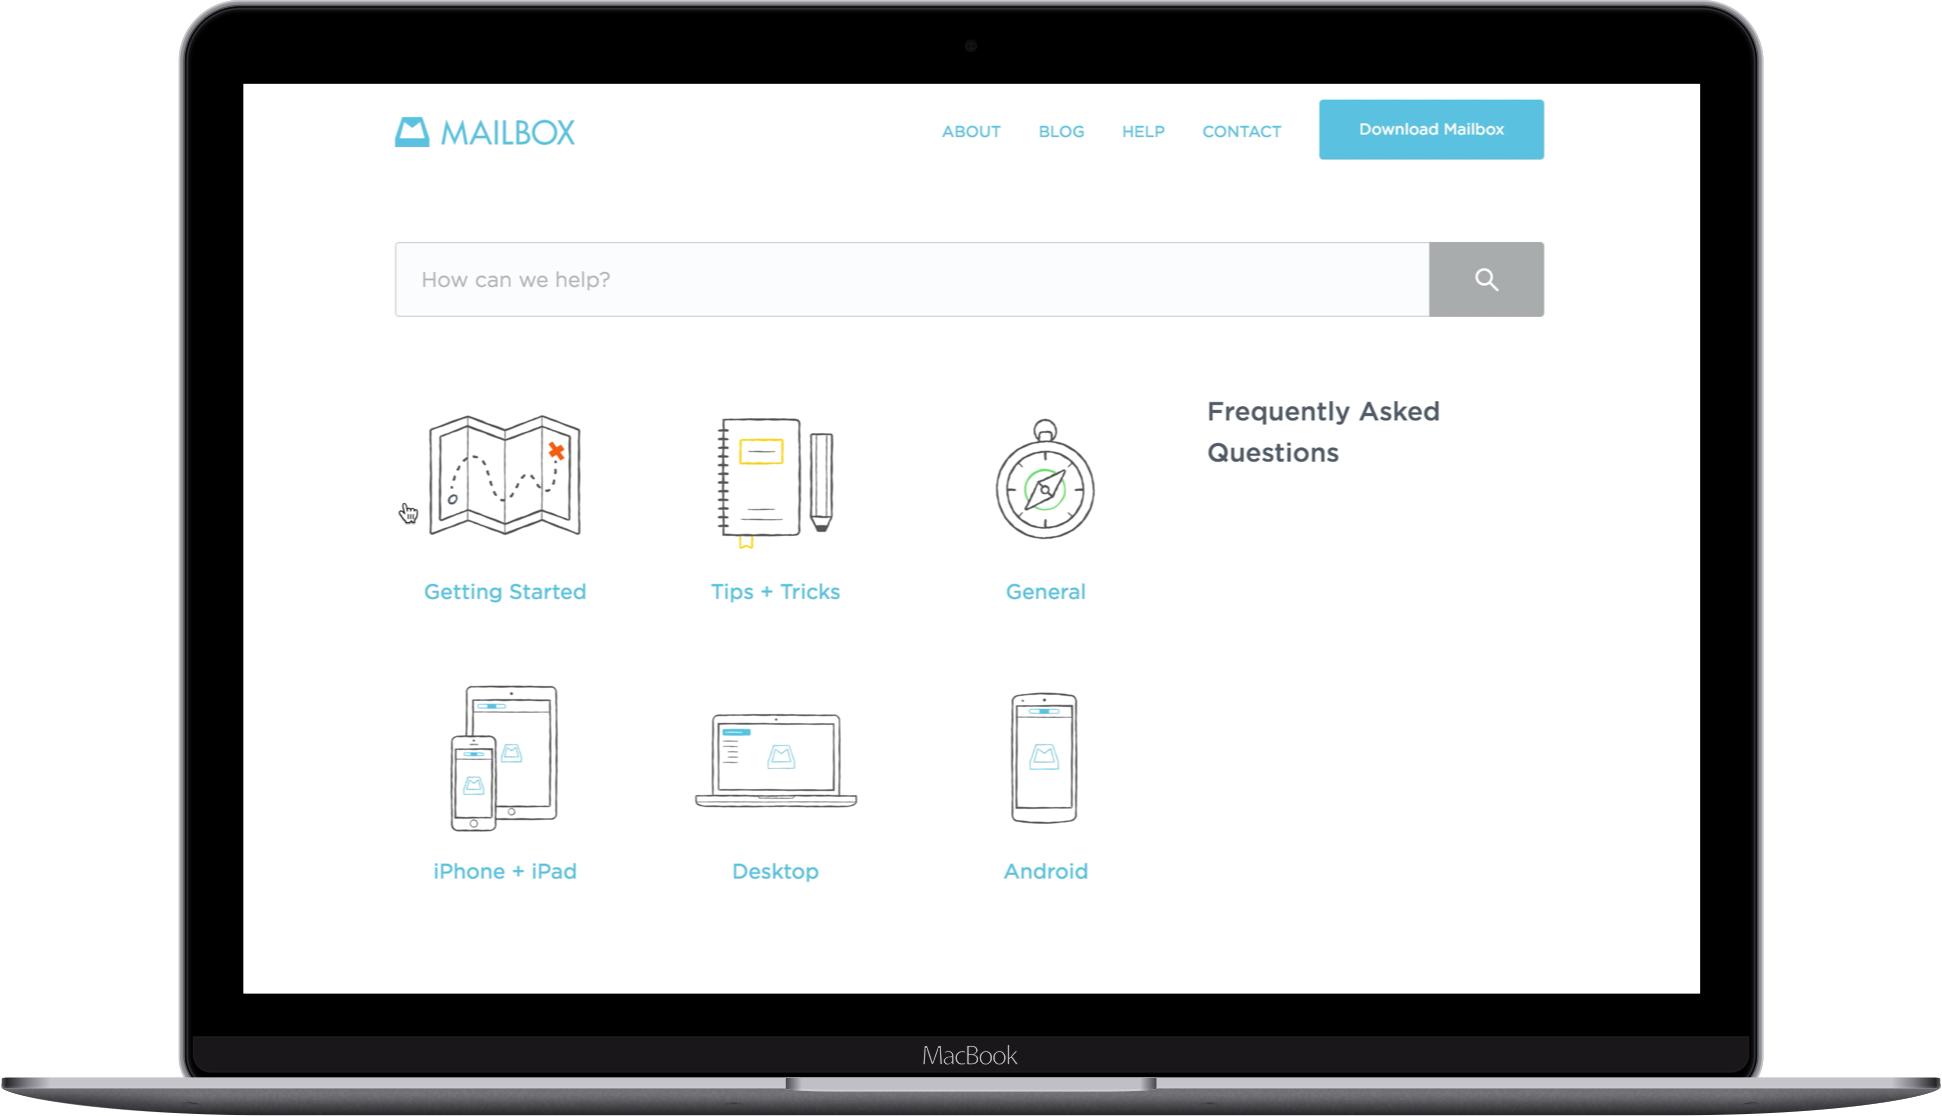 MAILBOX
ABOUT BLOG HELP CONTACT Download Mailbox
How can we help?
Frequently Asked
Questions
Getting Started Tips + Tricks General
iPhone + iPad Desktop Android
MacBook